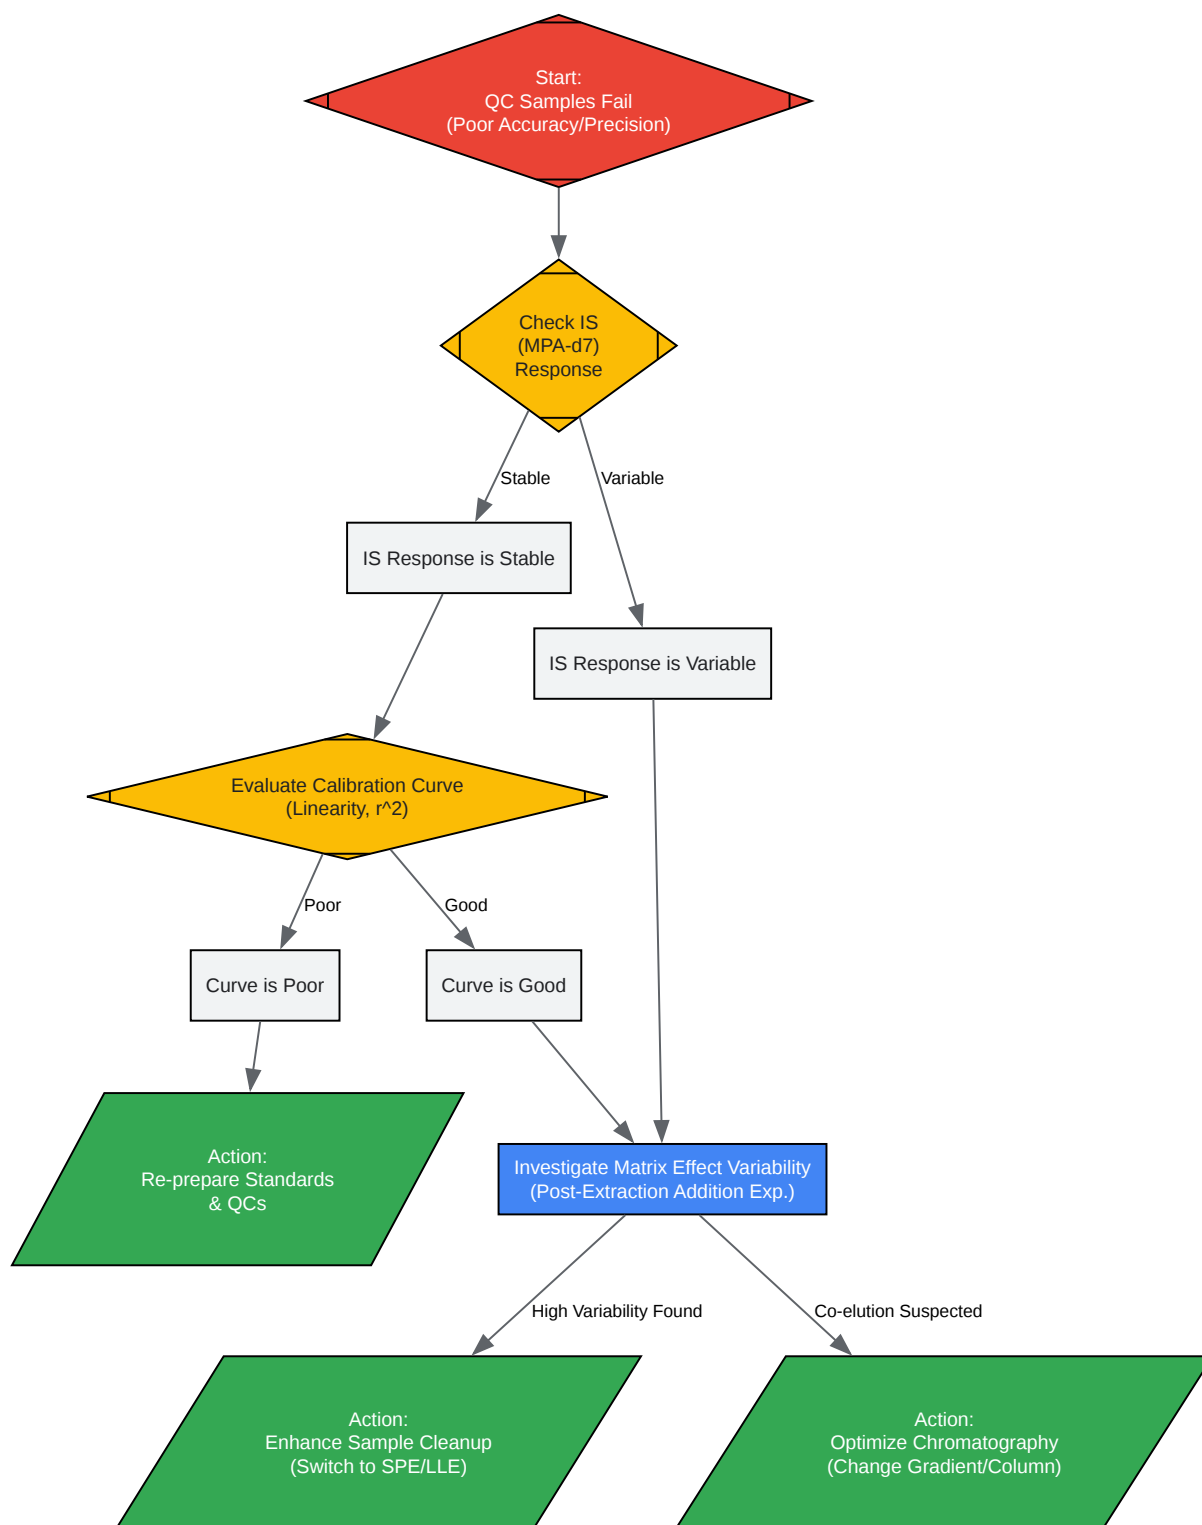 Start:
QC Samples Fail
(Poor Accuracy/Precision)
Check IS
(MPA-d7)
Response
Stable
Variable
IS Response is Stable
IS Response is Variable
Evaluate Calibration Curve
(Linearity, r^2)
Poor
Good
Curve is Poor
Curve is Good
Action:
Re-prepare Standards
& QCs
Investigate Matrix Effect Variability
(Post-Extraction Addition Exp.)
High Variability Found
Co-elution Suspected
Action:
Enhance Sample Cleanup
(Switch to SPE/LLE)
Action:
Optimize Chromatography
(Change Gradient/Column)